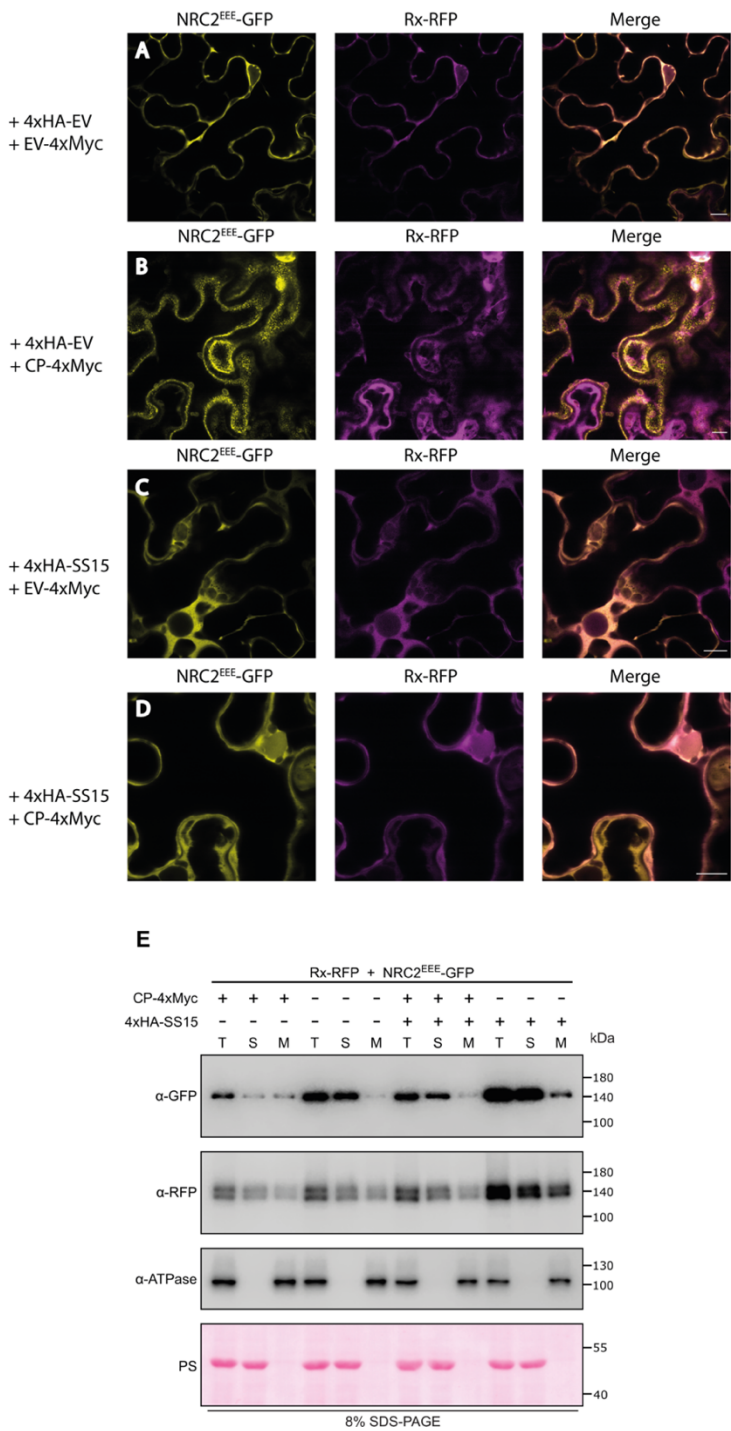 NRC2EEE-GFP Rx-RFP Merge
A
+ 4xHA-EV
+ EV-4xMyc
NRC2EEE-GFP Rx-RFP Merge
B
+ 4xHA-EV
+ CP-4xMyc
NRC2EEE-GFP Rx-RFP Merge
C
+ 4xHA-SS15
+ EV-4xMyc
NRC2EEE-GFP Rx-RFP Merge
D
+ 4xHA-SS15
+ CP-4xMyc
E
Rx-RFP + NRC2EEE-GFP
CP-4xMyc + + + - - - + + + - - -
4xHA-SS15 - - - - - - + + + + + +
T S M T S M T S M T S M kDa
α-GFP
180
140
100
α-RFP
180
140
100
α-ATPase
130
100
PS
55
40
8% SDS-PAGE